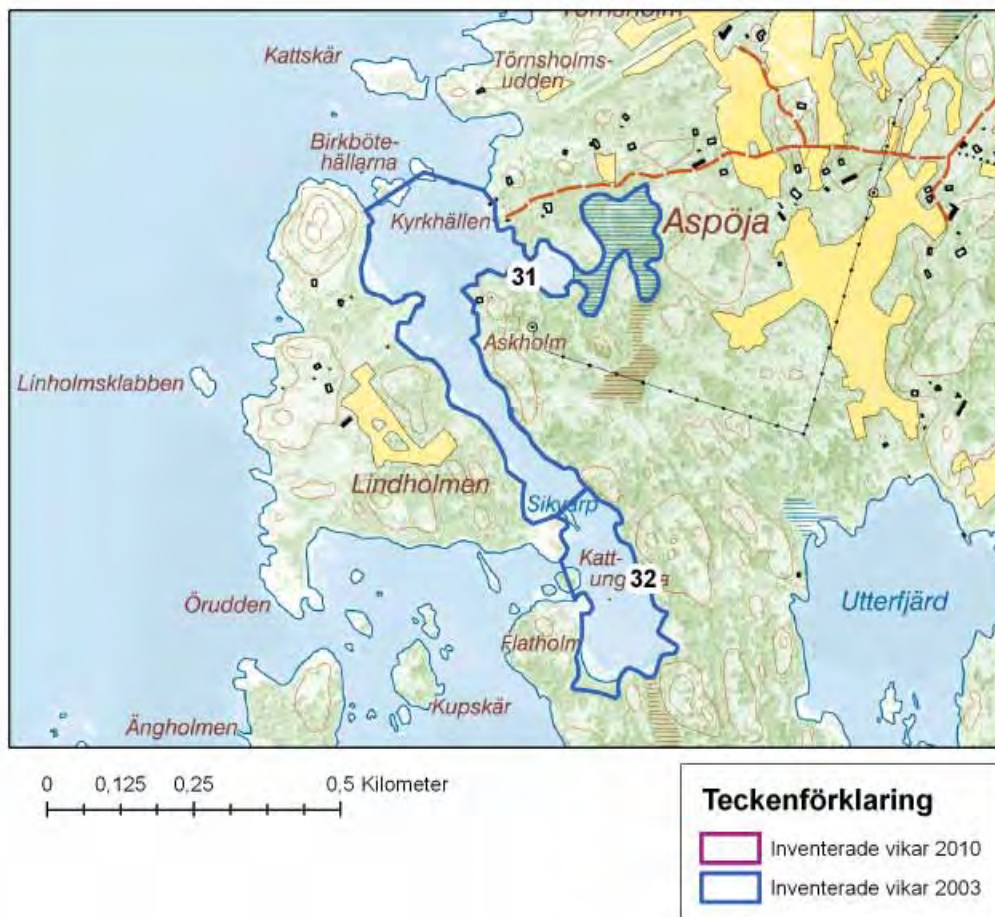 Törnsholm
Kattskär
Törnsholms-
udden
Birkböte-
hällarna
Kyrkhällen
Aspöja
31
Askholm
Linholmsklabben
Lindholmen
Sikvarp
Katt-
32
Örudden
Utterfjärd
Flatholm
Kupskär
Ängholmen
0 0,125 0,25 0,5 Kilometer
Teckenförklaring
Inventerade vikar 2010
Inventerade vikar 2003